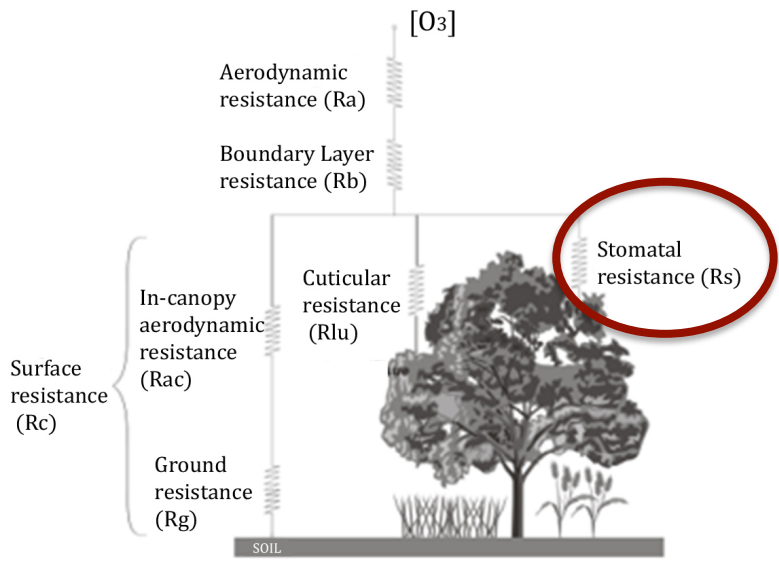 [O3]
Aerodynamic
resistance (Ra)
Boundary Layer
resistance (Rb)
Stomatal
resistance (Rs)
Cuticular
resistance
(Rlu)
In-canopy
aerodynamic
resistance
(Rac)
Surface
resistance
(Rc)
Ground
resistance
(Rg)
SOIL